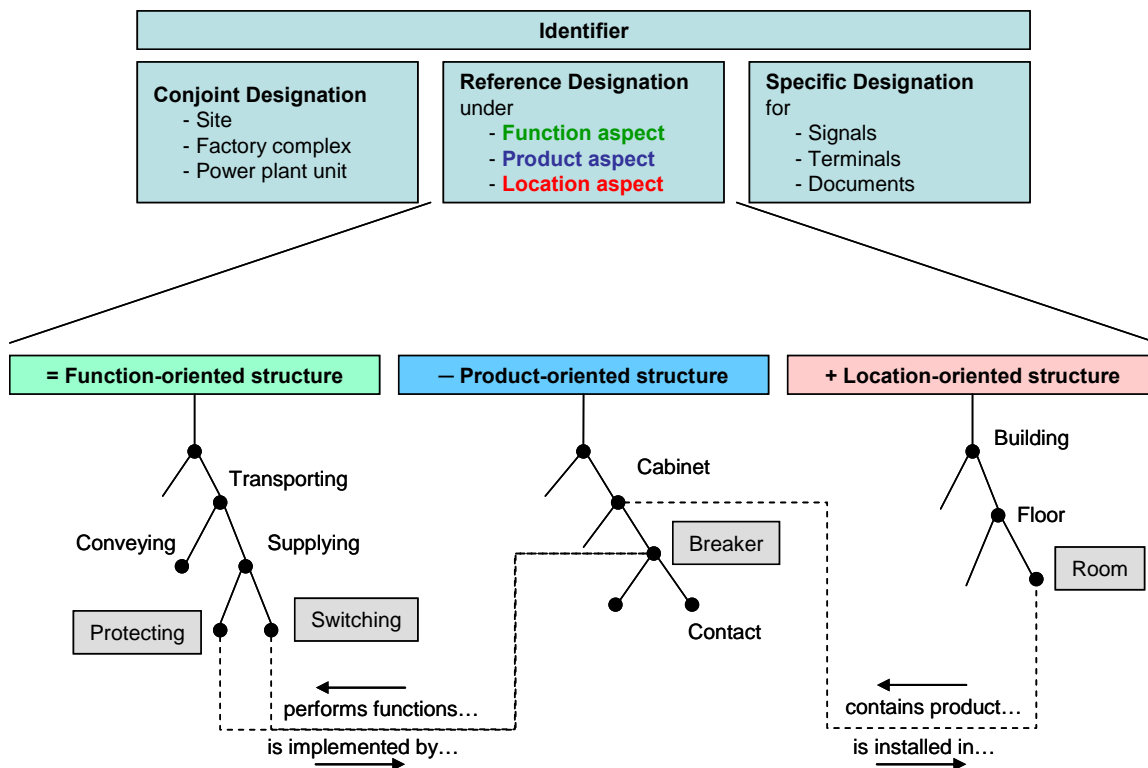 Identifier
Conjoint Designation
- Site
- Factory complex
- Power plant unit
Reference Designation
under
- Function aspect
- Product aspect
- Location aspect
Specific Designation
for
- Signals
- Terminals
- Documents
= Function-oriented structure
– Product-oriented structure
+ Location-oriented structure
Transporting
Conveying
Supplying
Protecting
Switching
Cabinet
Breaker
Contact
Building
Floor
Room
performs functions…
is implemented by…
contains product…
is installed in…